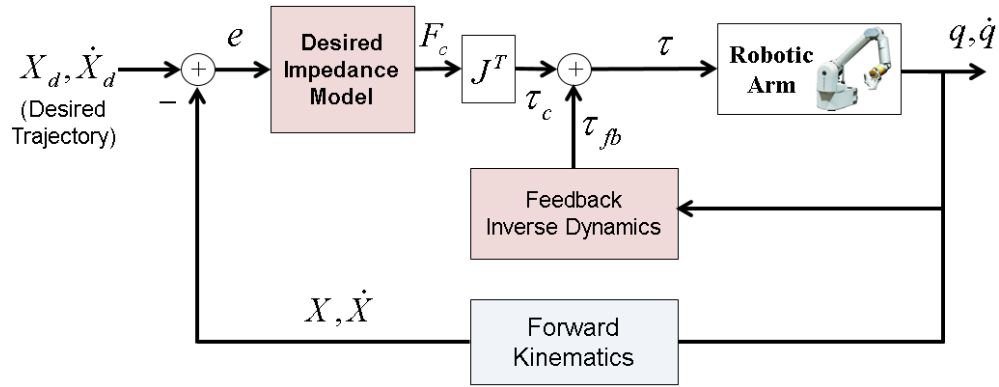 X_d, Ẋ_d
(Desired
Trajectory)
+
−
e
Desired
Impedance
Model
F_c
J^T
τ_c
+
τ_fb
τ
Robotic
Arm
q, q̇
Feedback
Inverse Dynamics
X, Ẋ
Forward
Kinematics